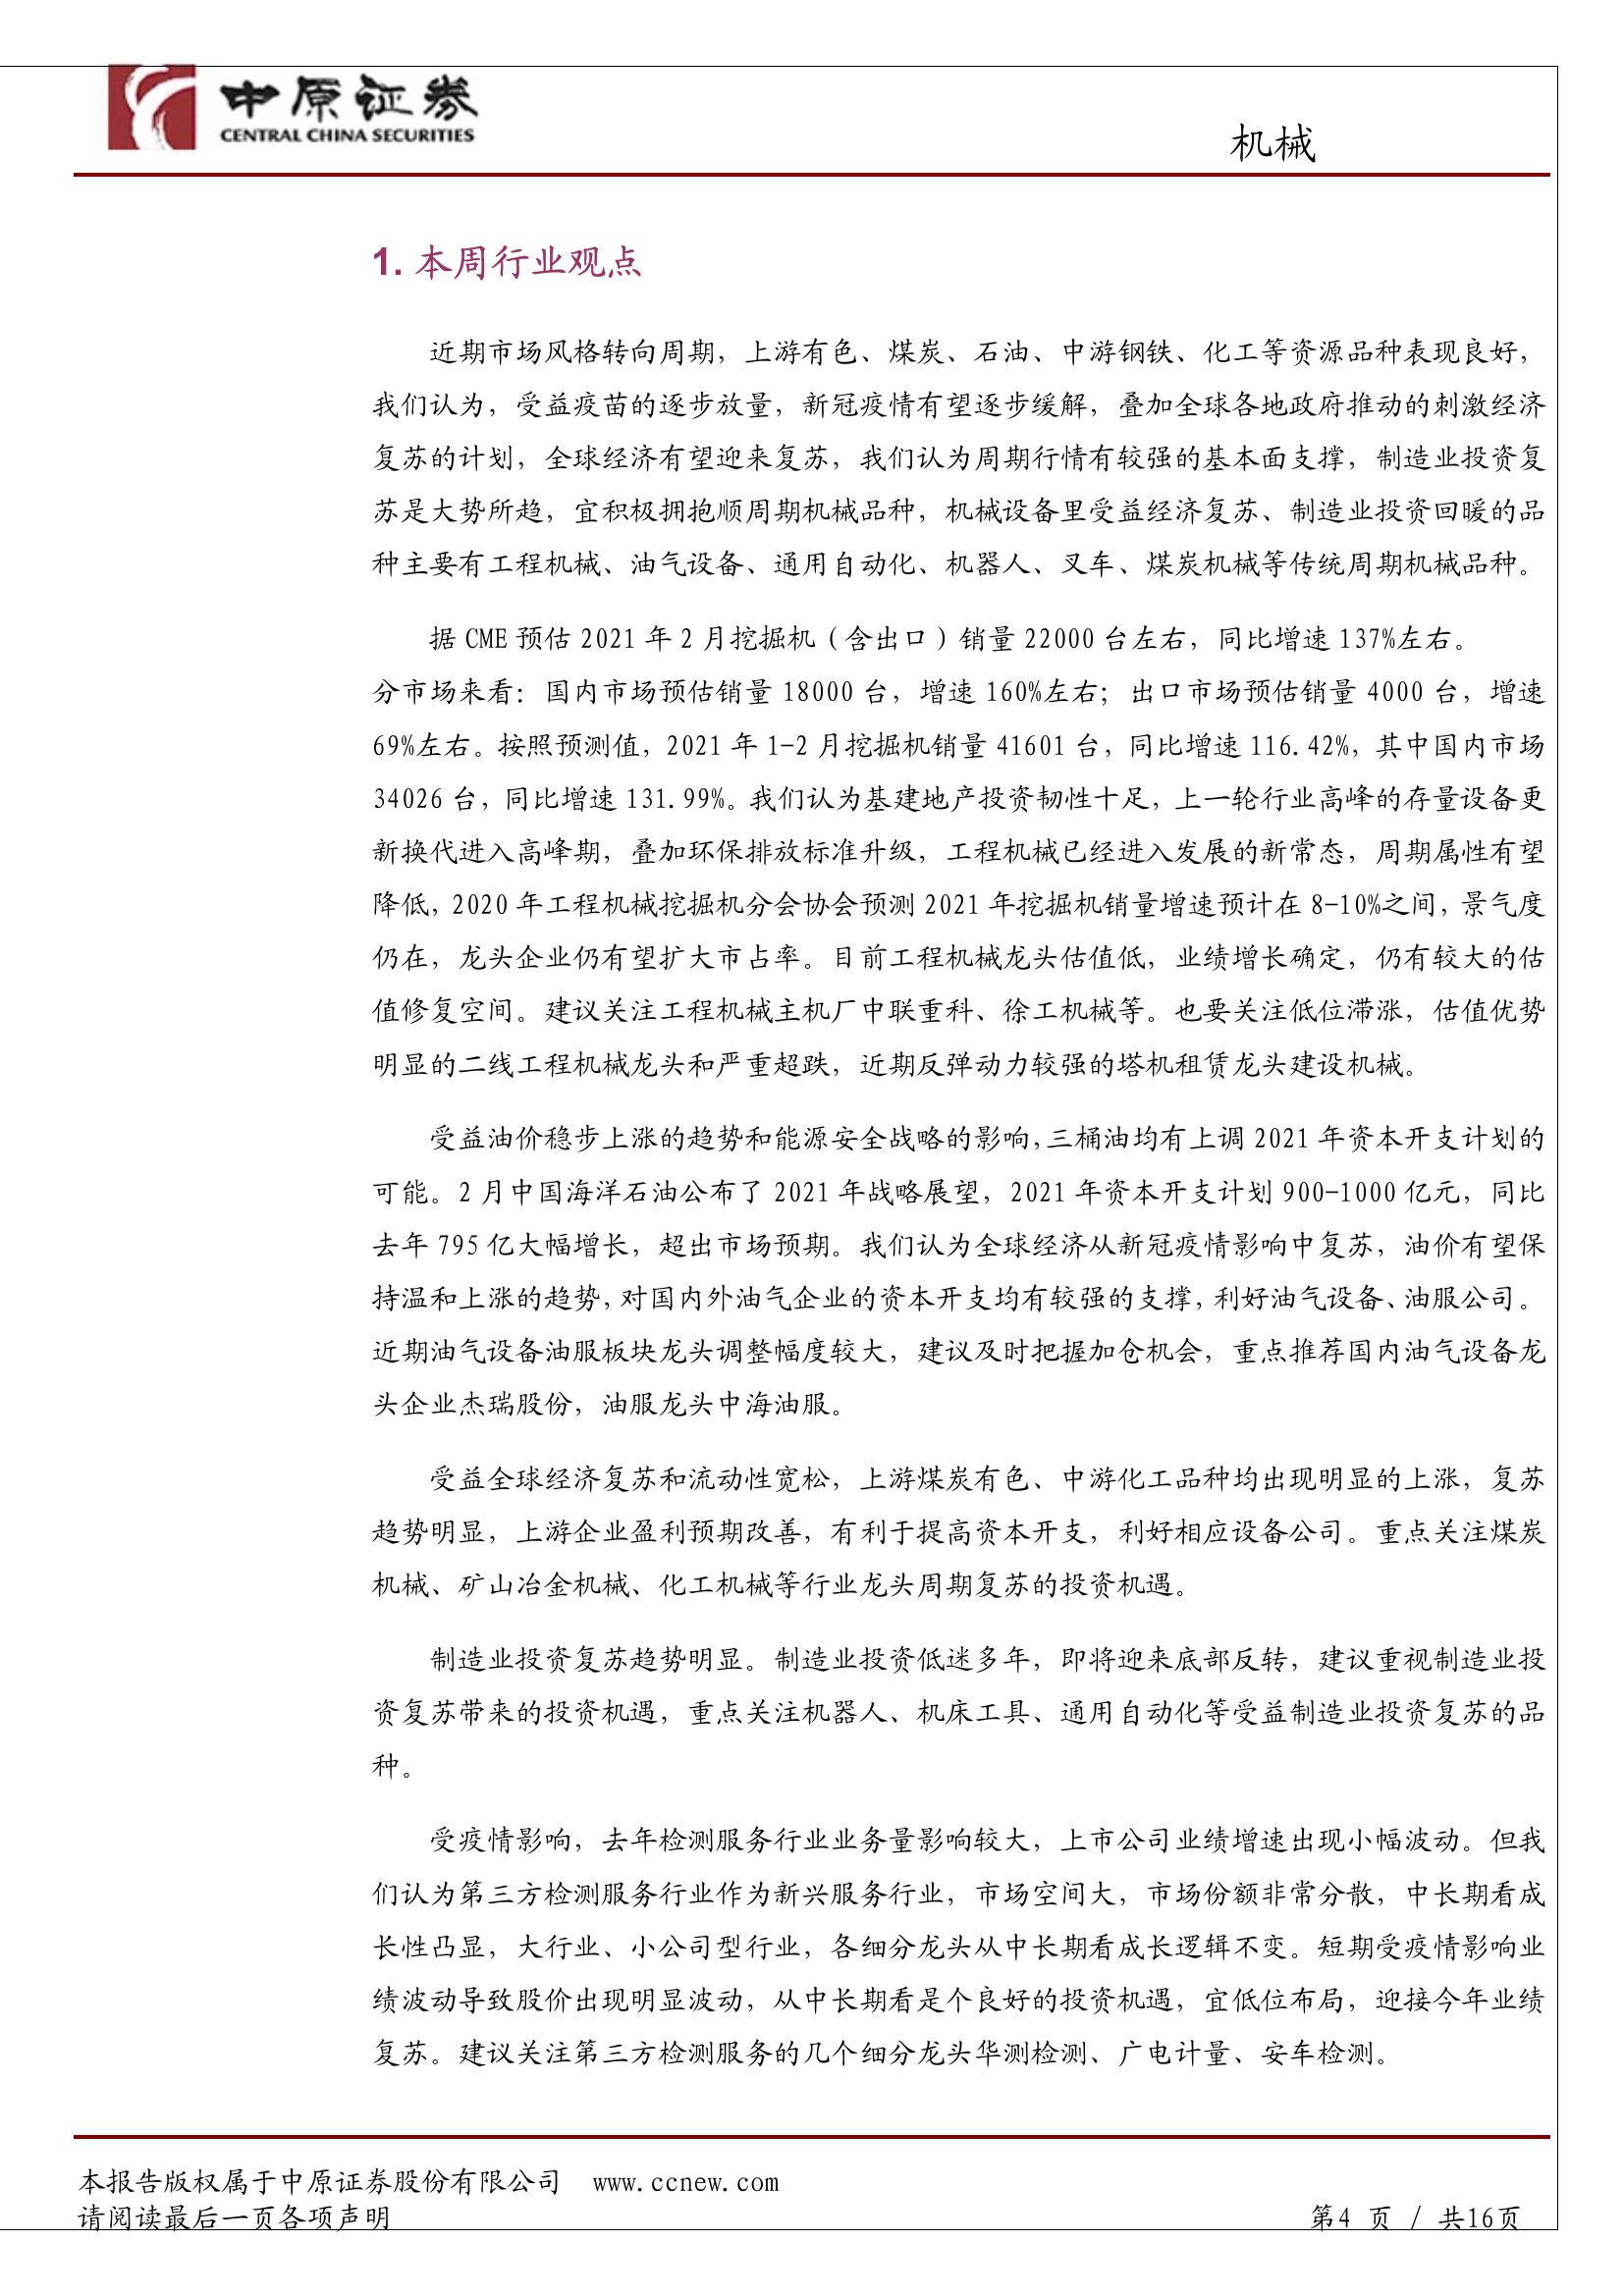 中原证券
CENTRAL CHINA SECURITIES
机械
1. 本周行业观点
近期市场风格转向周期，上游有色、煤炭、石油、中游钢铁、化工等资源品种表现良好，
我们认为，受益疫苗的逐步放量，新冠疫情有望逐步缓解，叠加全球各地政府推动的刺激经济
复苏的计划，全球经济有望迎来复苏，我们认为周期行情有较强的基本面支撑，制造业投资复
苏是大势所趋，宜积极拥抱顺周期机械品种，机械设备里受益经济复苏、制造业投资回暖的品
种主要有工程机械、油气设备、通用自动化、机器人、叉车、煤炭机械等传统周期机械品种。
据 CME 预估 2021 年 2 月挖掘机（含出口）销量 22000 台左右，同比增速 137%左右。
分市场来看：国内市场预估销量 18000 台，增速 160%左右；出口市场预估销量 4000 台，增速
69%左右。按照预测值，2021 年 1-2 月挖掘机销量 41601 台，同比增速 116.42%，其中国内市场
34026 台，同比增速 131.99%。我们认为基建地产投资韧性十足，上一轮行业高峰的存量设备更
新换代进入高峰期，叠加环保排放标准升级，工程机械已经进入发展的新常态，周期属性有望
降低，2020 年工程机械挖掘机分会协会预测 2021 年挖掘机销量增速预计在 8-10%之间，景气度
仍在，龙头企业仍有望扩大市占率。目前工程机械龙头估值低，业绩增长确定，仍有较大的估
值修复空间。建议关注工程机械主机厂中联重科、徐工机械等。也要关注低位滞涨，估值优势
明显的二线工程机械龙头和严重超跌，近期反弹动力较强的塔机租赁龙头建设机械。
受益油价稳步上涨的趋势和能源安全战略的影响，三桶油均有上调 2021 年资本开支计划的
可能。2 月中国海洋石油公布了 2021 年战略展望，2021 年资本开支计划 900-1000 亿元，同比
去年 795 亿大幅增长，超出市场预期。我们认为全球经济从新冠疫情影响中复苏，油价有望保
持温和上涨的趋势，对国内外油气企业的资本开支均有较强的支撑，利好油气设备、油服公司。
近期油气设备油服板块龙头调整幅度较大，建议及时把握加仓机会，重点推荐国内油气设备龙
头企业杰瑞股份，油服龙头中海油服。
受益全球经济复苏和流动性宽松，上游煤炭有色、中游化工品种均出现明显的上涨，复苏
趋势明显，上游企业盈利预期改善，有利于提高资本开支，利好相应设备公司。重点关注煤炭
机械、矿山冶金机械、化工机械等行业龙头周期复苏的投资机遇。
制造业投资复苏趋势明显。制造业投资低迷多年，即将迎来底部反转，建议重视制造业投
资复苏带来的投资机遇，重点关注机器人、机床工具、通用自动化等受益制造业投资复苏的品
种。
受疫情影响，去年检测服务行业业务量影响较大，上市公司业绩增速出现小幅波动。但我
们认为第三方检测服务行业作为新兴服务行业，市场空间大，市场份额非常分散，中长期看成
长性凸显，大行业、小公司型行业，各细分龙头从中长期看成长逻辑不变。短期受疫情影响业
绩波动导致股价出现明显波动，从中长期看是个良好的投资机遇，宜低位布局，迎接今年业绩
复苏。建议关注第三方检测服务的几个细分龙头华测检测、广电计量、安车检测。
本报告版权属于中原证券股份有限公司 www.ccnew.com
请阅读最后一页各项声明 第4 页 / 共16页